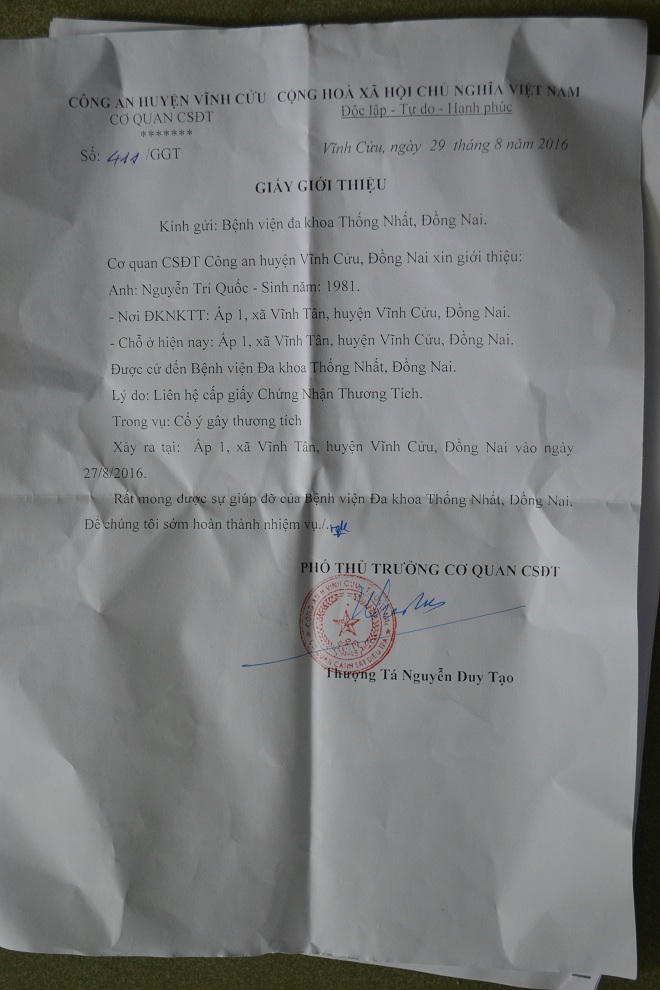 CÔNG AN HUYỆN VĨNH CỬU CỘNG HOÀ XÃ HỘI CHỦ NGHĨA VIỆT NAM
CƠ QUAN CSĐT Độc lập - Tự do - Hạnh phúc
*******
Số: 411 /GGT Vĩnh Cửu, ngày 29 tháng 8 năm 2016
GIẤY GIỚI THIỆU
Kính gửi: Bệnh viện đa khoa Thống Nhất, Đồng Nai.
Cơ quan CSĐT Công an huyện Vĩnh Cửu, Đồng Nai xin giới thiệu:
Anh: Nguyễn Trí Quốc - Sinh năm: 1981.
- Nơi ĐKNKTT: Ấp 1, xã Vĩnh Tân, huyện Vĩnh Cửu, Đồng Nai.
- Chỗ ở hiện nay: Ấp 1, xã Vĩnh Tân, huyện Vĩnh Cửu, Đồng Nai.
Được cử đến Bệnh viện Đa khoa Thống Nhất, Đồng Nai.
Lý do: Liên hệ cấp giấy Chứng Nhận Thương Tích.
Trong vụ: Cố ý gây thương tích
Xảy ra tại: Ấp 1, xã Vĩnh Tân, huyện Vĩnh Cửu, Đồng Nai vào ngày
27/8/2016.
Rất mong được sự giúp đỡ của Bệnh viện Đa khoa Thống Nhất, Đồng Nai.
Để chúng tôi sớm hoàn thành nhiệm vụ./.
PHÓ THỦ TRƯỞNG CƠ QUAN CSĐT
Thượng Tá Nguyễn Duy Tạo